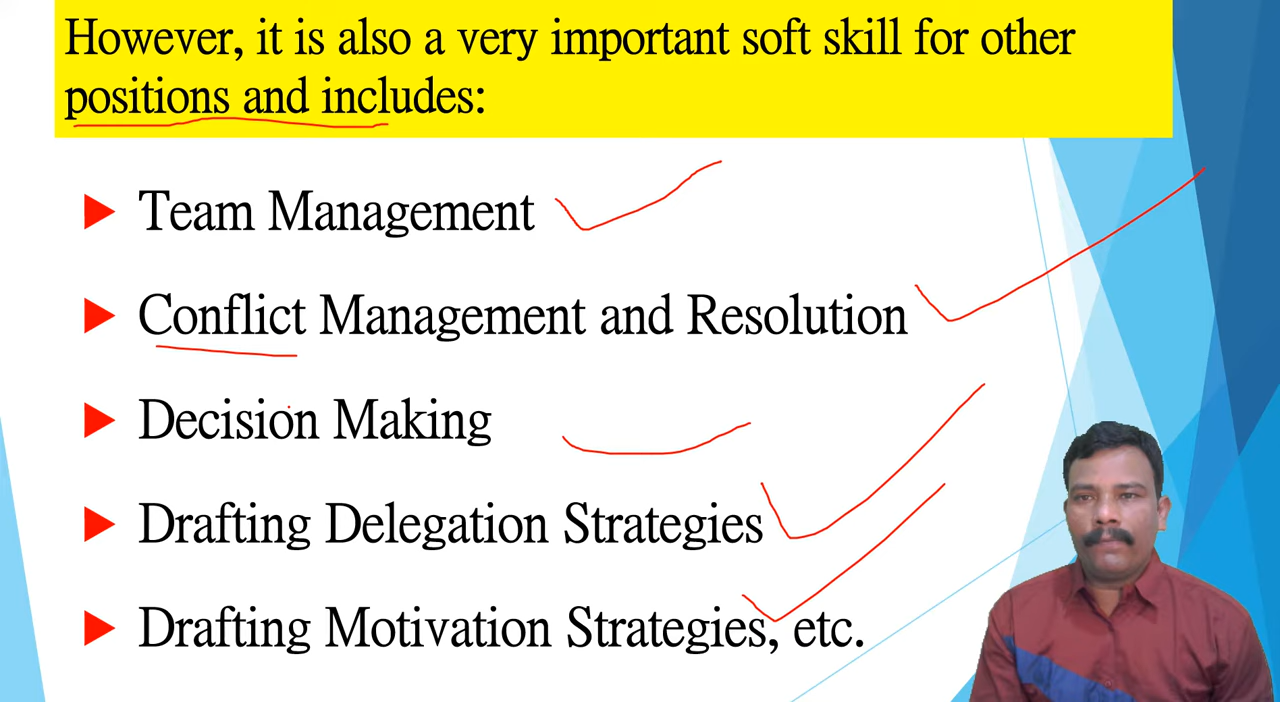 However, it is also a very important soft skill for other
positions and includes:
Team Management
Conflict Management and Resolution
Decision Making
Drafting Delegation Strategies
Drafting Motivation Strategies, etc.